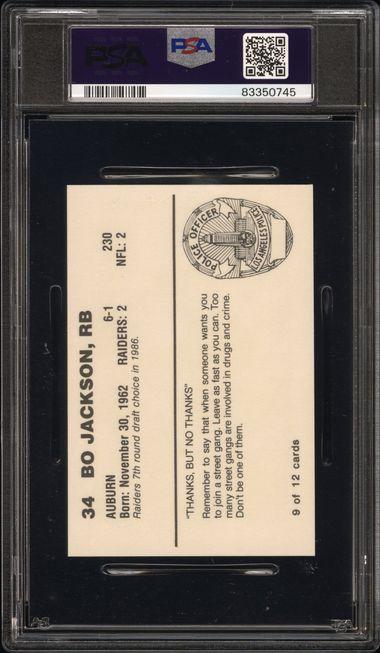 PSA
PSA
83350745
34 BO JACKSON, RB
AUBURN 6-1 230
Born: November 30, 1962 RAIDERS: 2 NFL: 2
Raiders 7th round draft choice in 1986.
"THANKS, BUT NO THANKS"
Remember to say that when someone wants you
to join a street gang. Leave as fast as you can. Too
many street gangs are involved in drugs and crime.
Don't be one of them.
9 of 12 cards
POLICE OFFICER
LOS ANGELES POLICE